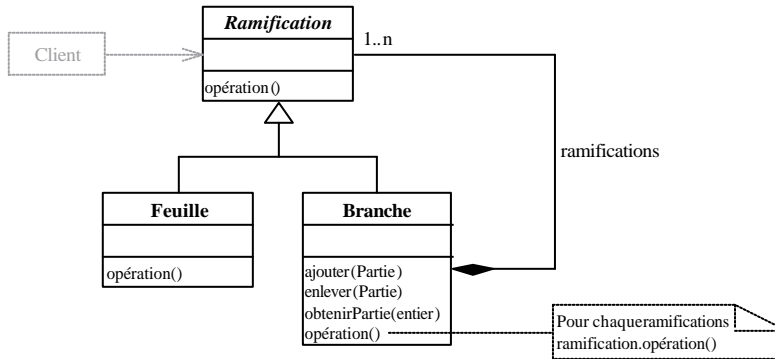 Ramification
1..n
Client
opération()
ramifications
Feuille
Branche
opération()
ajouter(Partie)
enlever(Partie)
obtenirPartie(entier)
opération()
Pour chaqueramifications
ramification.opération()